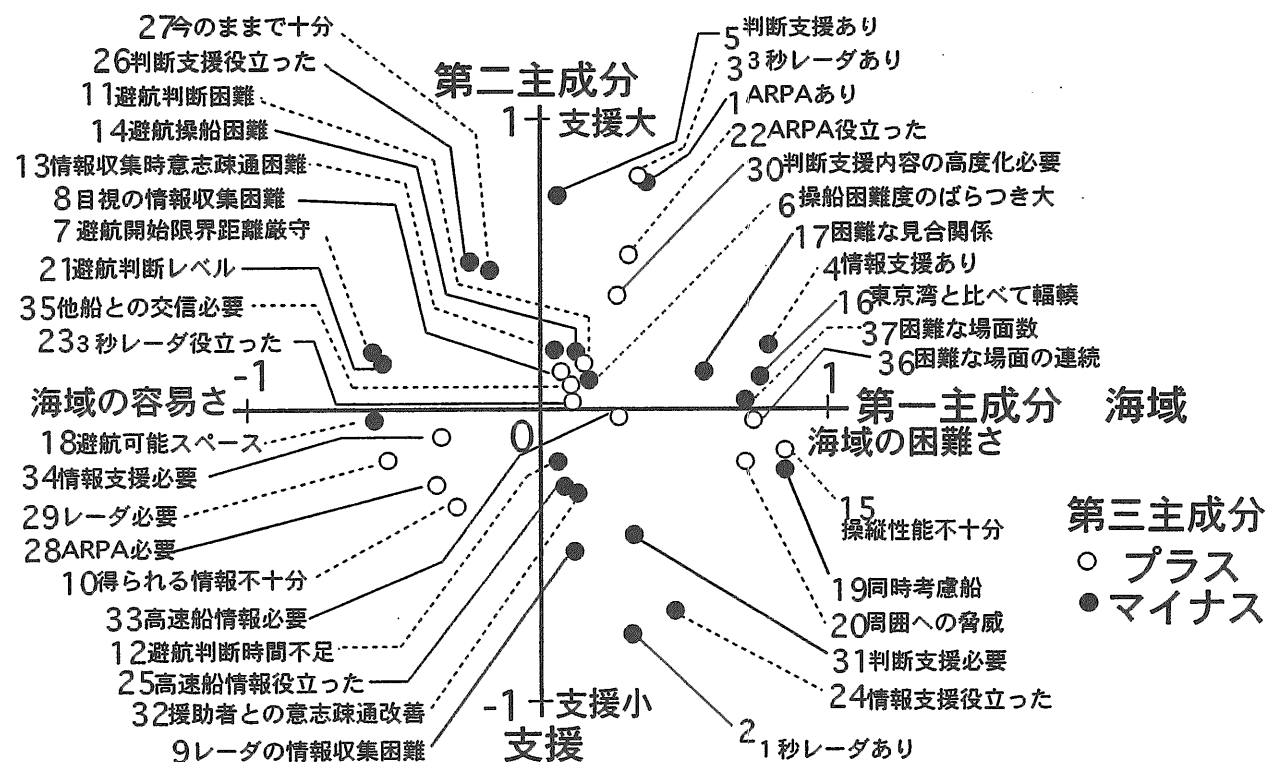 27今のままで十分
26判断支援役立った
11避航判断困難
14避航操船困難
13情報収集時意志疎通困難
8目視の情報収集困難
7避航開始限界距離厳守
21避航判断レベル
35他船との交信必要
233秒レーダ役立った
第二主成分
1
支援大
5判断支援あり
33秒レーダあり
1ARPAあり
22ARPA役立った
30判断支援内容の高度化必要
6操船困難度のばらつき大
17困難な見合関係
4情報支援あり
16東京湾と比べて輻輳
37困難な場面数
36困難な場面の連続
-1
海域の容易さ
0
1
第一主成分 海域
海域の困難さ
18避航可能スペース
34情報支援必要
29レーダ必要
28ARPA必要
10得られる情報不十分
33高速船情報必要
12避航判断時間不足
25高速船情報役立った
32援助者との意志疎通改善
9レーダの情報収集困難
-1
支援小
支援
15
操縦性能不十分
19同時考慮船
20周囲への脅威
31判断支援必要
24情報支援役立った
21秒レーダあり
第三主成分
プラス
マイナス